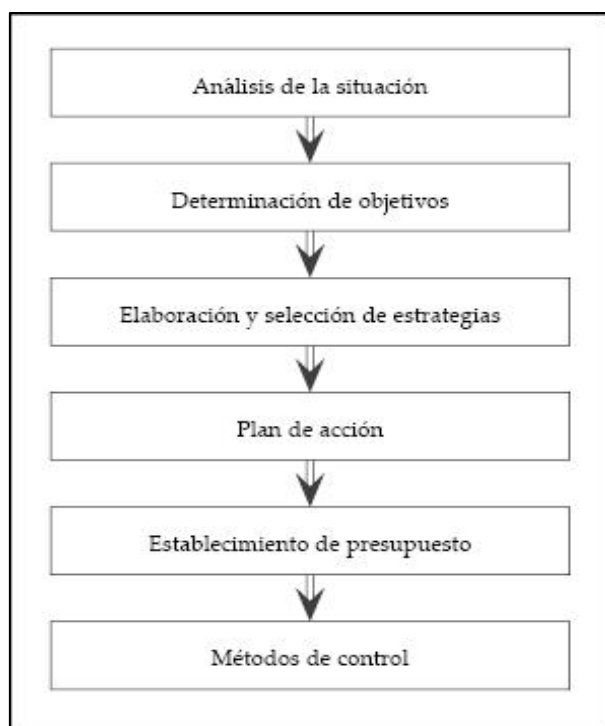 Análisis de la situación
Determinación de objetivos
Elaboración y selección de estrategias
Plan de acción
Establecimiento de presupuesto
Métodos de control